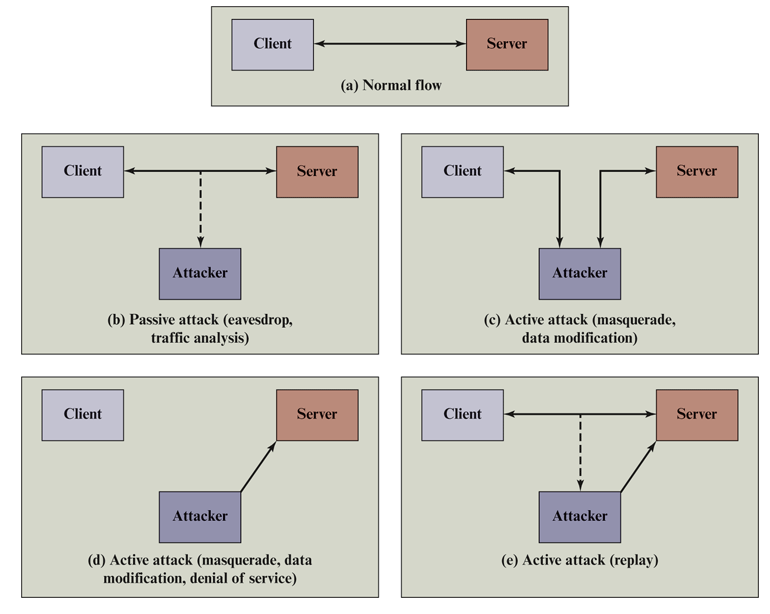 Client
Server
(a) Normal flow
Client
Server
Attacker
(b) Passive attack (eavesdrop,
traffic analysis)
Client
Server
Attacker
(c) Active attack (masquerade,
data modification)
Client
Server
Attacker
(d) Active attack (masquerade, data
modification, denial of service)
Client
Server
Attacker
(e) Active attack (replay)